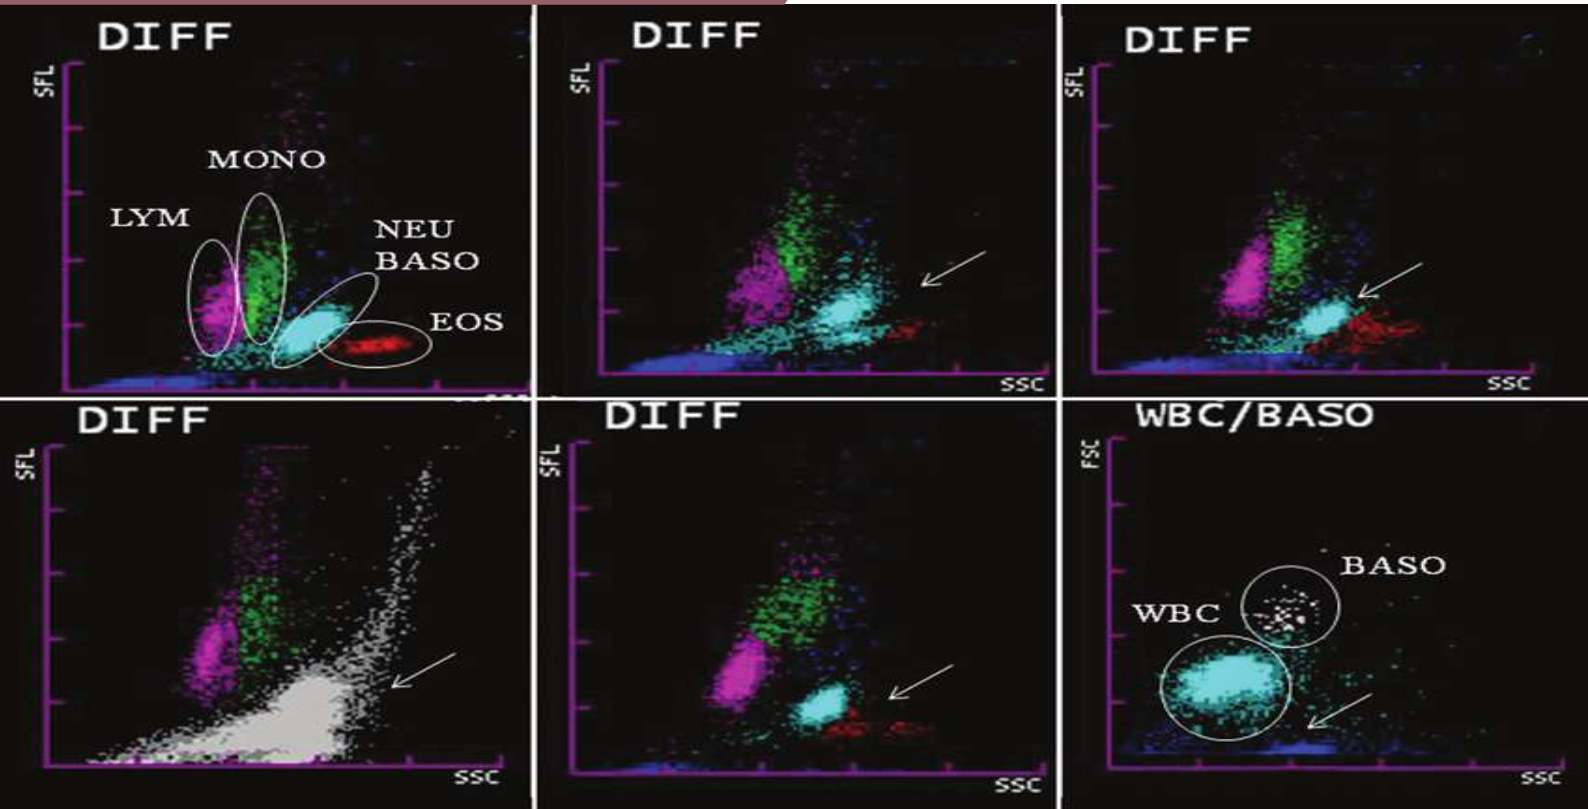 DIFF
SFL
MONO
LYM
NEU
BASO
EOS
DIFF
SFL
SSC
DIFF
SFL
SSC
DIFF
SFL
SSC
DIFF
SFL
SSC
WBC/BASO
FSC
BASO
WBC
SSC